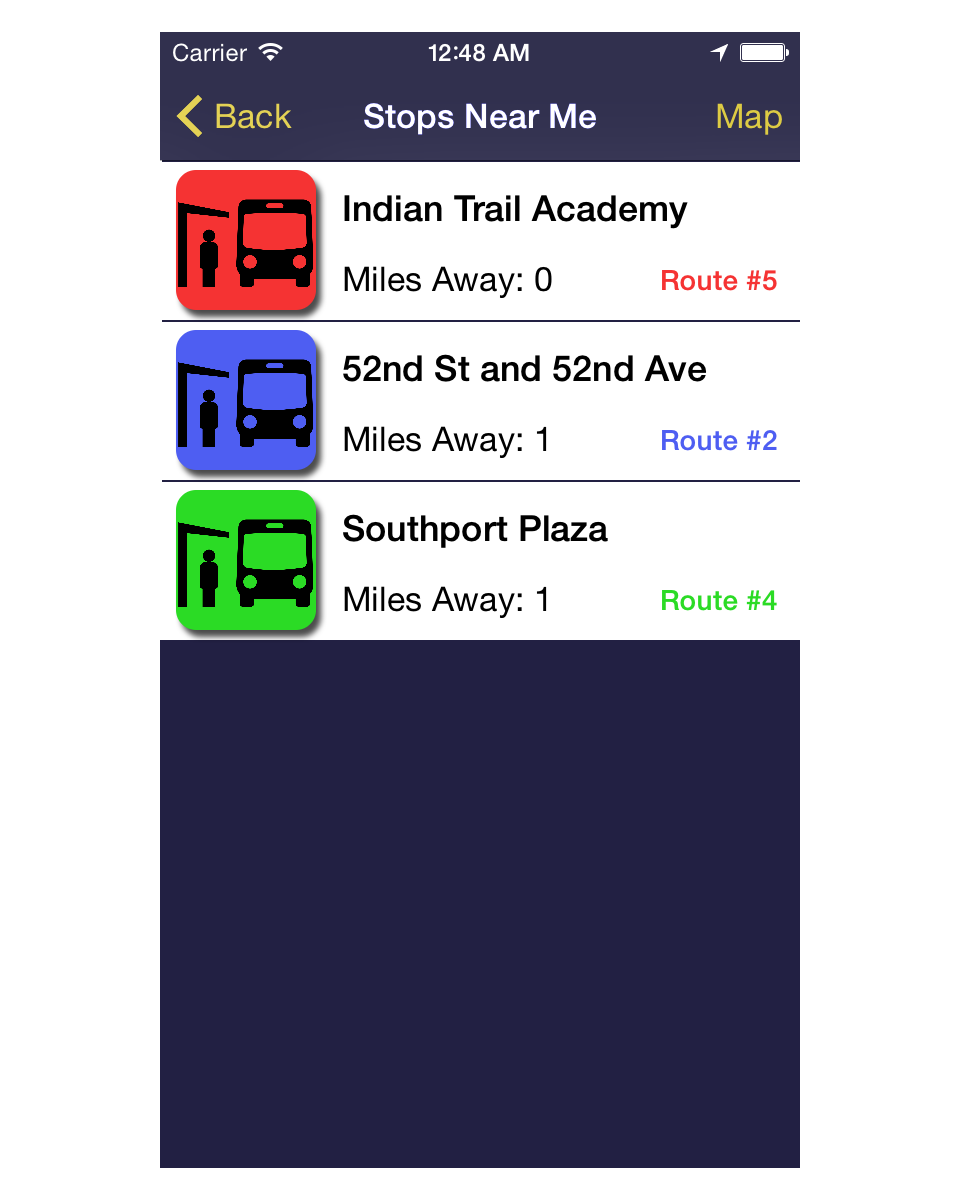 Carrier 12:48 AM
Back Stops Near Me Map
Indian Trail Academy
Miles Away: 0 Route #5
52nd St and 52nd Ave
Miles Away: 1 Route #2
Southport Plaza
Miles Away: 1 Route #4